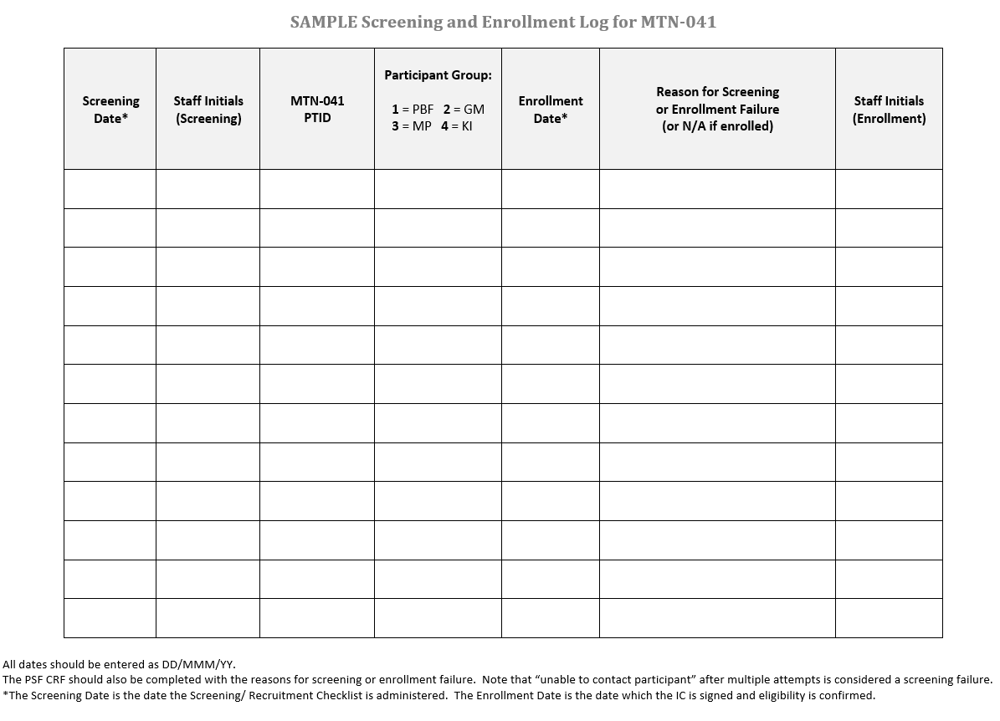 SAMPLE Screening and Enrollment Log for MTN-041
Screening
Date*
Staff Initials
(Screening)
MTN-041
PTID
Participant Group:
1 = PBF   2 = GM
3 = MP   4 = KI
Enrollment
Date*
Reason for Screening
or Enrollment Failure
(or N/A if enrolled)
Staff Initials
(Enrollment)
All dates should be entered as DD/MMM/YY.
The PSF CRF should also be completed with the reasons for screening or enrollment failure.  Note that “unable to contact participant” after multiple attempts is considered a screening failure.
*The Screening Date is the date the Screening/ Recruitment Checklist is administered.  The Enrollment Date is the date which the IC is signed and eligibility is confirmed.